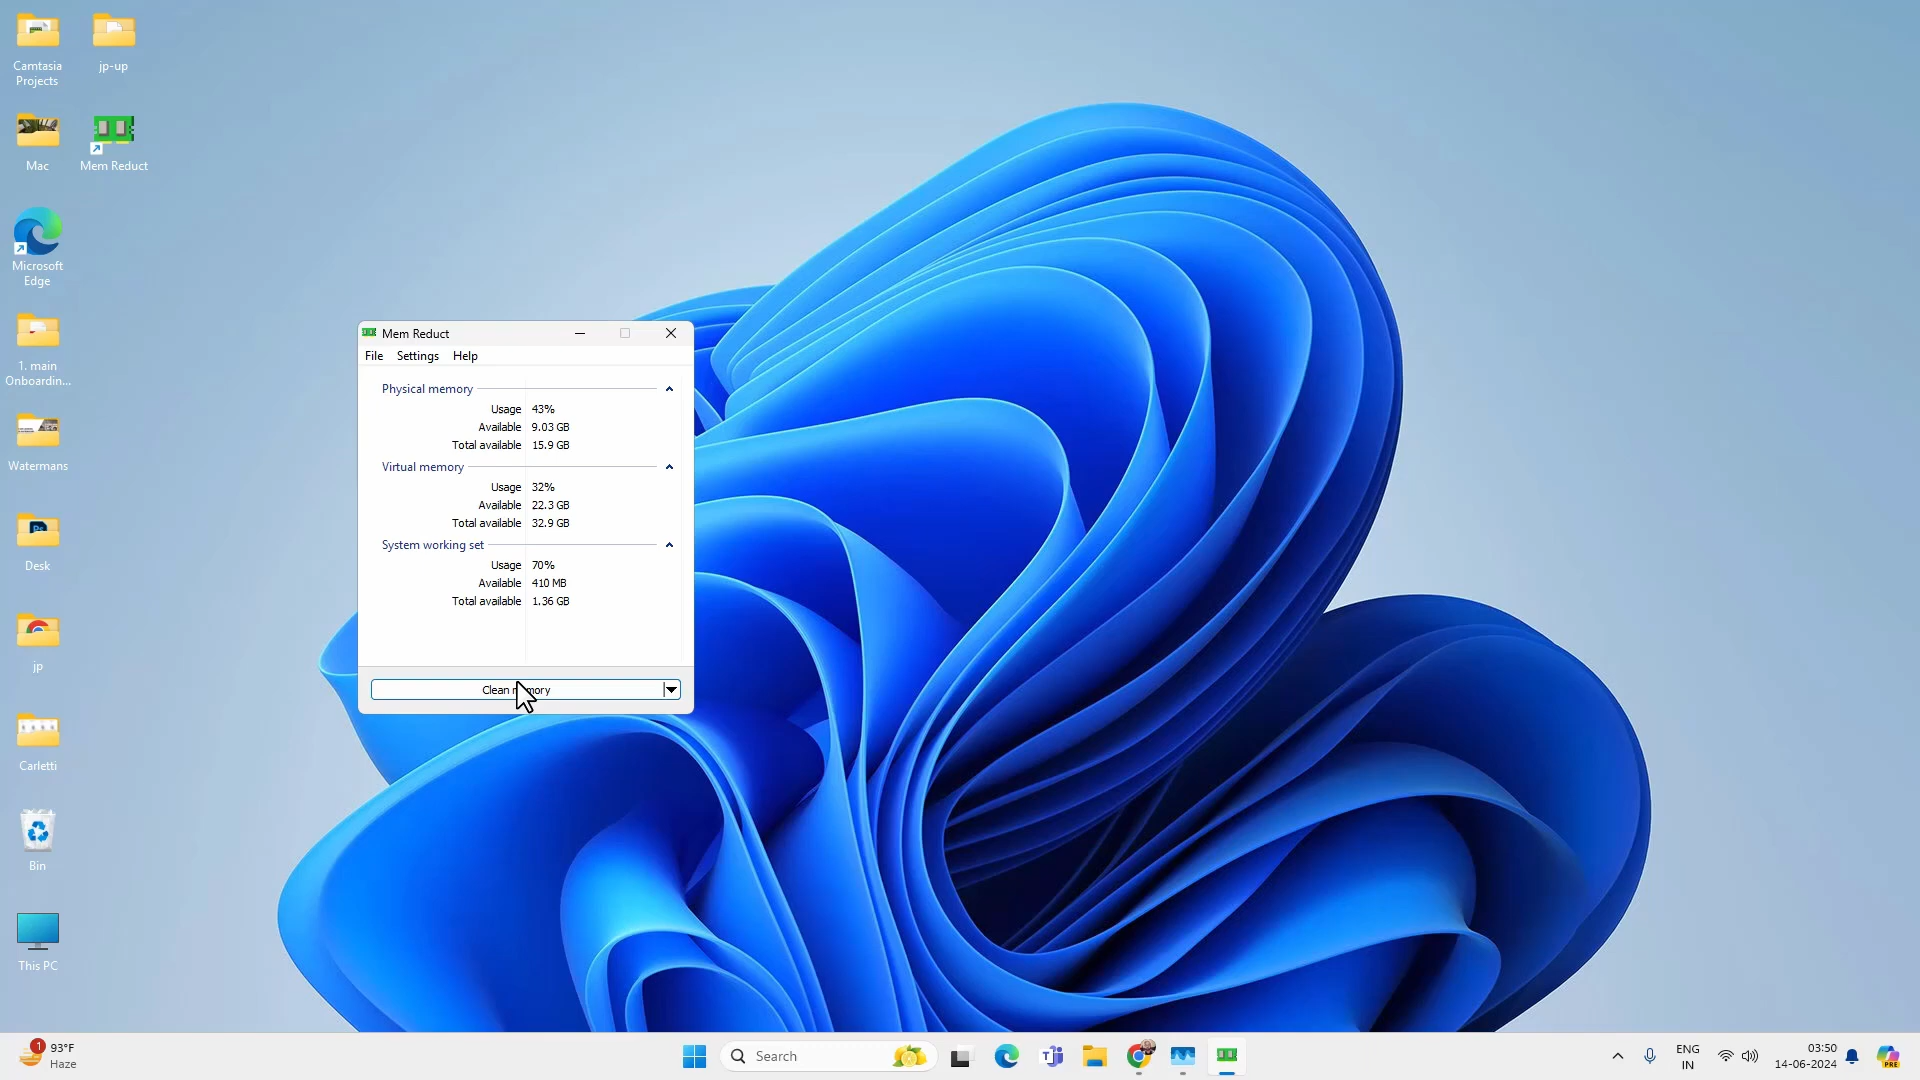 Camtasia
Projects
jp-up
Mac
Mem Reduct
Microsoft
Edge
1. main
Onboardin...
Watermans
Desk
jp
Carletti
Bin
This PC
Mem Reduct
File Settings Help
Physical memory
Usage 43%
Available 9.03 GB
Total available 15.9 GB
Virtual memory
Usage 32%
Available 22.3 GB
Total available 32.9 GB
System working set
Usage 70%
Available 410 MB
Total available 1.36 GB
Clean memory
1
93°F
Haze
Search
ENG
IN
03:50
14-06-2024
PRE